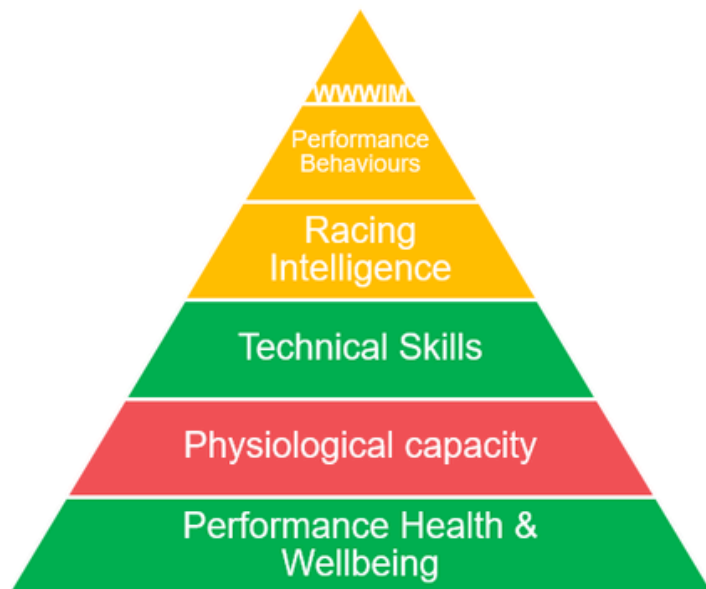 WWWIM
Performance
Behaviours
Racing
Intelligence
Technical Skills
Physiological capacity
Performance Health &
Wellbeing